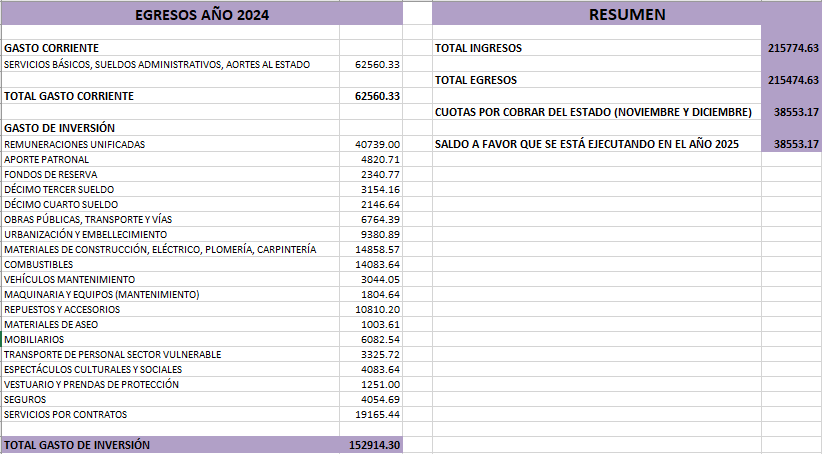 EGRESOS AÑO 2024
GASTO CORRIENTE
SERVICIOS BÁSICOS, SUELDOS ADMINISTRATIVOS, AORTES AL ESTADO 62560.33
TOTAL GASTO CORRIENTE 62560.33
GASTO DE INVERSIÓN
REMUNERACIONES UNIFICADAS 40739.00
APORTE PATRONAL 4820.71
FONDOS DE RESERVA 2340.77
DÉCIMO TERCER SUELDO 3154.16
DÉCIMO CUARTO SUELDO 2146.64
OBRAS PÚBLICAS, TRANSPORTE Y VÍAS 6764.39
URBANIZACIÓN Y EMBELLECIMIENTO 9380.89
MATERIALES DE CONSTRUCCIÓN, ELÉCTRICO, PLOMERÍA, CARPINTERÍA 14858.57
COMBUSTIBLES 14083.64
VEHÍCULOS MANTENIMIENTO 3044.05
MAQUINARIA Y EQUIPOS (MANTENIMIENTO) 1804.64
REPUESTOS Y ACCESORIOS 10810.20
MATERIALES DE ASEO 1003.61
MOBILIARIOS 6082.54
TRANSPORTE DE PERSONAL SECTOR VULNERABLE 3325.72
ESPECTÁCULOS CULTURALES Y SOCIALES 4083.64
VESTUARIO Y PRENDAS DE PROTECCIÓN 1251.00
SEGUROS 4054.69
SERVICIOS POR CONTRATOS 19165.44
TOTAL GASTO DE INVERSIÓN 152914.30
RESUMEN
TOTAL INGRESOS 215774.63
TOTAL EGRESOS 215474.63
CUOTAS POR COBRAR DEL ESTADO (NOVIEMBRE Y DICIEMBRE) 38553.17
SALDO A FAVOR QUE SE ESTÁ EJECUTANDO EN EL AÑO 2025 38553.17